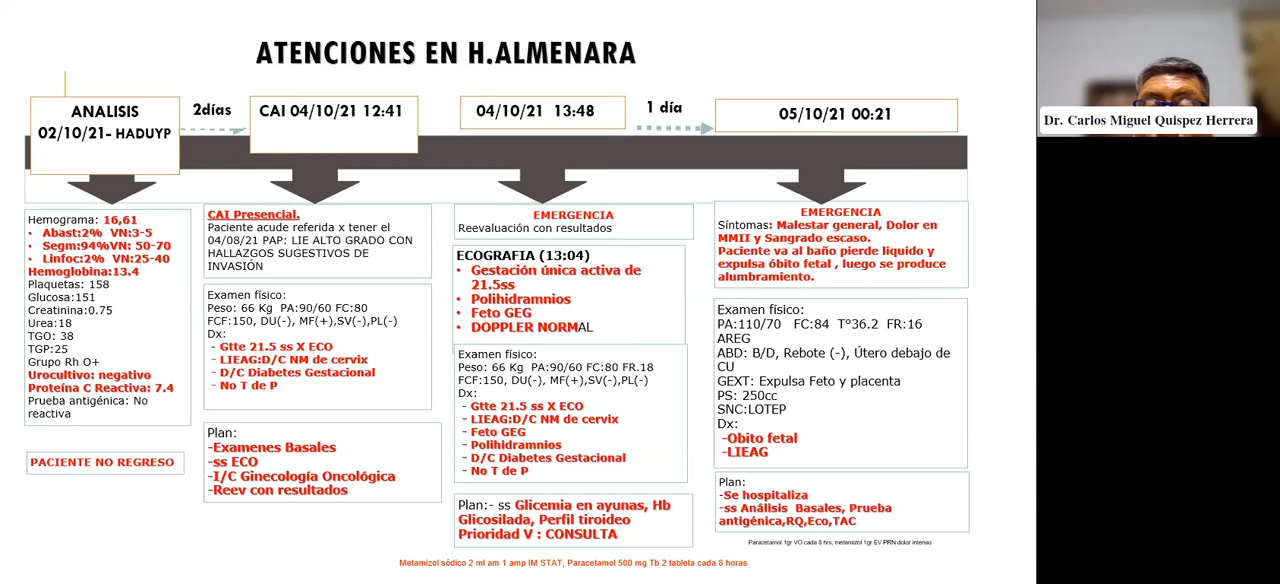 ATENCIONES EN H.ALMENARA
ANALISIS
02/10/21- HADUYP
2días
CAI 04/10/21 12:41
04/10/21 13:48
1 día
05/10/21 00:21
Hemograma: 16,61
• Abast:2% VN:3-5
• Segm:94%VN: 50-70
• Linfoc:2% VN:25-40
Hemoglobina:13.4
Plaquetas: 158
Glucosa:151
Creatinina:0.75
Urea:18
TGO: 38
TGP:25
Grupo Rh O+
Urocultivo: negativo
Proteína C Reactiva: 7.4
Prueba antigénica: No
reactiva
PACIENTE NO REGRESO
CAI Presencial.
Paciente acude referida x tener el
04/08/21 PAP: LIE ALTO GRADO CON
HALLAZGOS SUGESTIVOS DE
INVASIÓN
Examen físico:
Peso: 66 Kg PA:90/60 FC:80
FCF:150, DU(-), MF(+),SV(-),PL(-)
Dx:
- Gtte 21.5 ss X ECO
- LIEAG:D/C NM de cervix
- D/C Diabetes Gestacional
- No T de P
Plan:
-Examenes Basales
-ss ECO
-I/C Ginecología Oncológica
-Reev con resultados
EMERGENCIA
Reevaluación con resultados
ECOGRAFIA (13:04)
• Gestación única activa de
21.5ss
• Polihidramnios
• Feto GEG
• DOPPLER NORMAL
Examen físico:
Peso: 66 Kg PA:90/60 FC:80 FR.18
FCF:150, DU(-), MF(+),SV(-),PL(-)
Dx:
- Gtte 21.5 ss X ECO
- LIEAG:D/C NM de cervix
- Feto GEG
- Polihidramnios
- D/C Diabetes Gestacional
- No T de P
Plan:- ss Glicemia en ayunas, Hb
Glicosilada, Perfil tiroideo
Prioridad V : CONSULTA
EMERGENCIA
Síntomas: Malestar general, Dolor en
MMII y Sangrado escaso.
Paciente va al baño pierde liquido y
expulsa óbito fetal , luego se produce
alumbramiento.
Examen físico:
PA:110/70 FC:84 T°36.2 FR:16
AREG
ABD: B/D, Rebote (-), Útero debajo de
CU
GEXT: Expulsa Feto y placenta
PS: 250cc
SNC:LOTEP
Dx:
-Obito fetal
-LIEAG
Plan:
-Se hospitaliza
-ss Análisis Basales, Prueba
antigénica,RQ,Eco,TAC
Paracetamol 1gr VO cada 8 hrs, metamizol 1gr EV PRN dolor intenso
Metamizol sódico 2 ml am 1 amp IM STAT, Paracetamol 500 mg Tb 2 tableta cada 8 horas.
Dr. Carlos Miguel Quispez Herrera